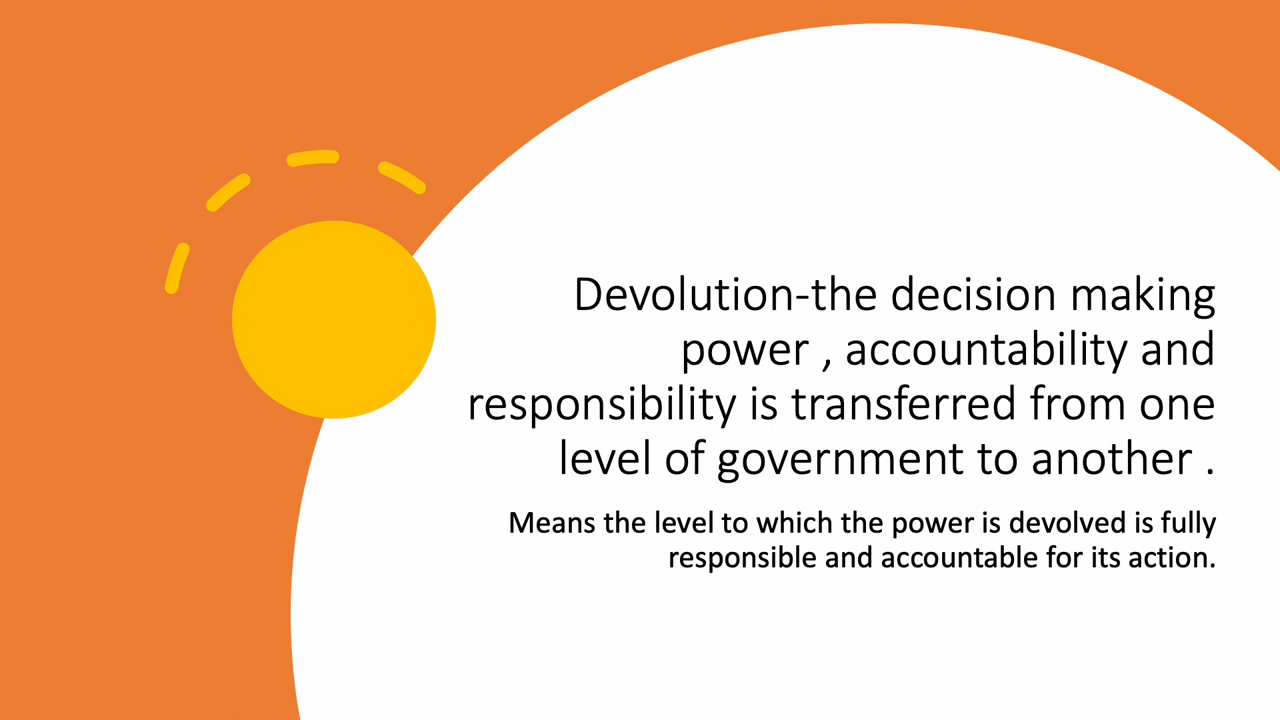 Devolution-the decision making
power , accountability and
responsibility is transferred from one
level of government to another .
Means the level to which the power is devolved is fully
responsible and accountable for its action.